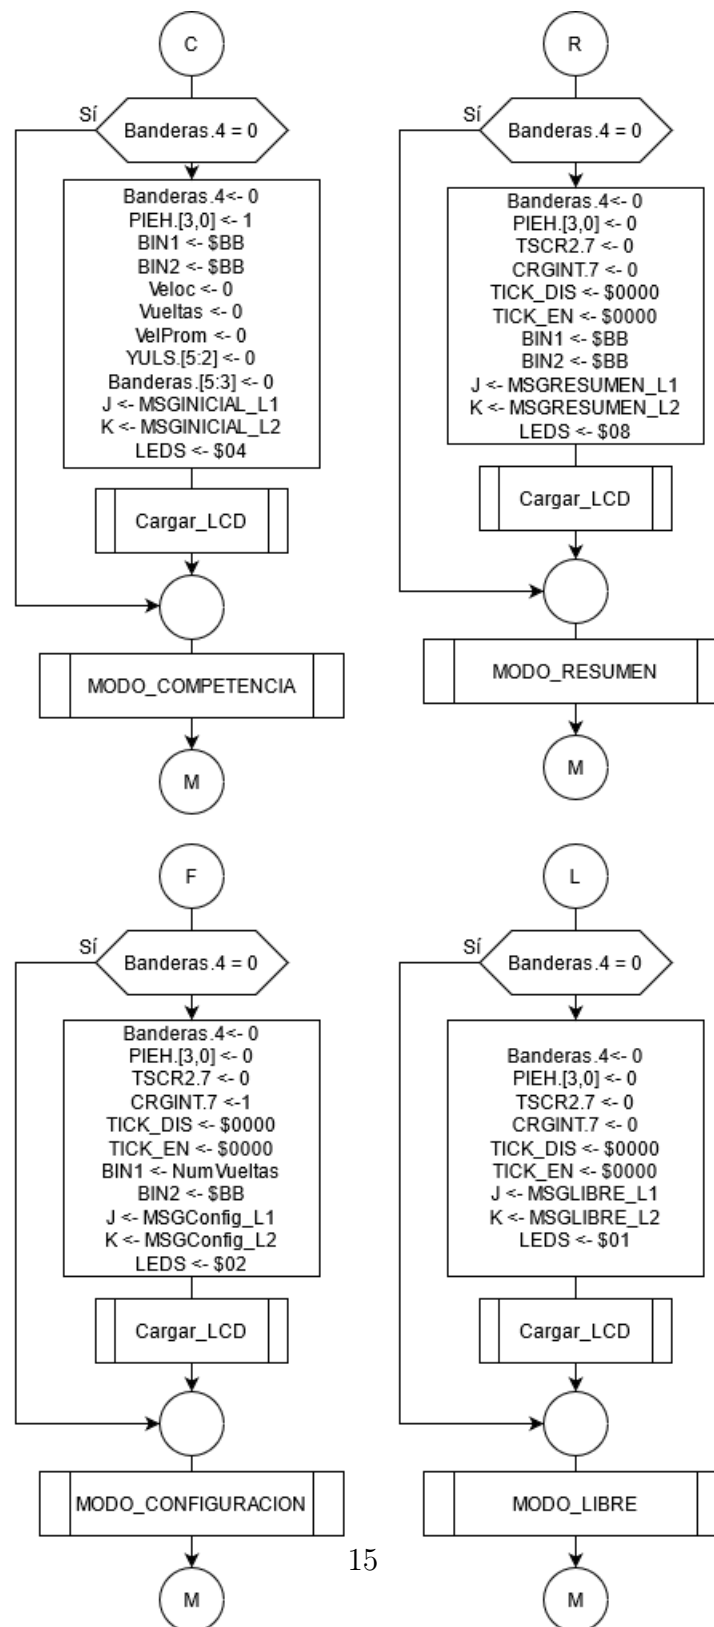 C
Sí
Banderas.4 = 0
Banderas.4<- 0
PIEH.[3,0] <- 1
BIN1 <- $BB
BIN2 <- $BB
Veloc <- 0
Vueltas <- 0
VelProm <- 0
YULS.[5:2] <- 0
Banderas.[5:3] <- 0
J <- MSGINICIAL_L1
K <- MSGINICIAL_L2
LEDS <- $04
Cargar_LCD
MODO_COMPETENCIA
M
R
Sí
Banderas.4 = 0
Banderas.4<- 0
PIEH.[3,0] <- 0
TSCR2.7 <- 0
CRGINT.7 <- 0
TICK_DIS <- $0000
TICK_EN <- $0000
BIN1 <- $BB
BIN2 <- $BB
J <- MSGRESUMEN_L1
K <- MSGRESUMEN_L2
LEDS <- $08
Cargar_LCD
MODO_RESUMEN
M
F
Sí
Banderas.4 = 0
Banderas.4<- 0
PIEH.[3,0] <- 0
TSCR2.7 <- 0
CRGINT.7 <-1
TICK_DIS <- $0000
TICK_EN <- $0000
BIN1 <- NumVueltas
BIN2 <- $BB
J <- MSGConfig_L1
K <- MSGConfig_L2
LEDS <- $02
Cargar_LCD
MODO_CONFIGURACION
M
L
Sí
Banderas.4 = 0
Banderas.4<- 0
PIEH.[3,0] <- 0
TSCR2.7 <- 0
CRGINT.7 <- 0
TICK_DIS <- $0000
TICK_EN <- $0000
J <- MSGLIBRE_L1
K <- MSGLIBRE_L2
LEDS <- $01
Cargar_LCD
MODO_LIBRE
M
15